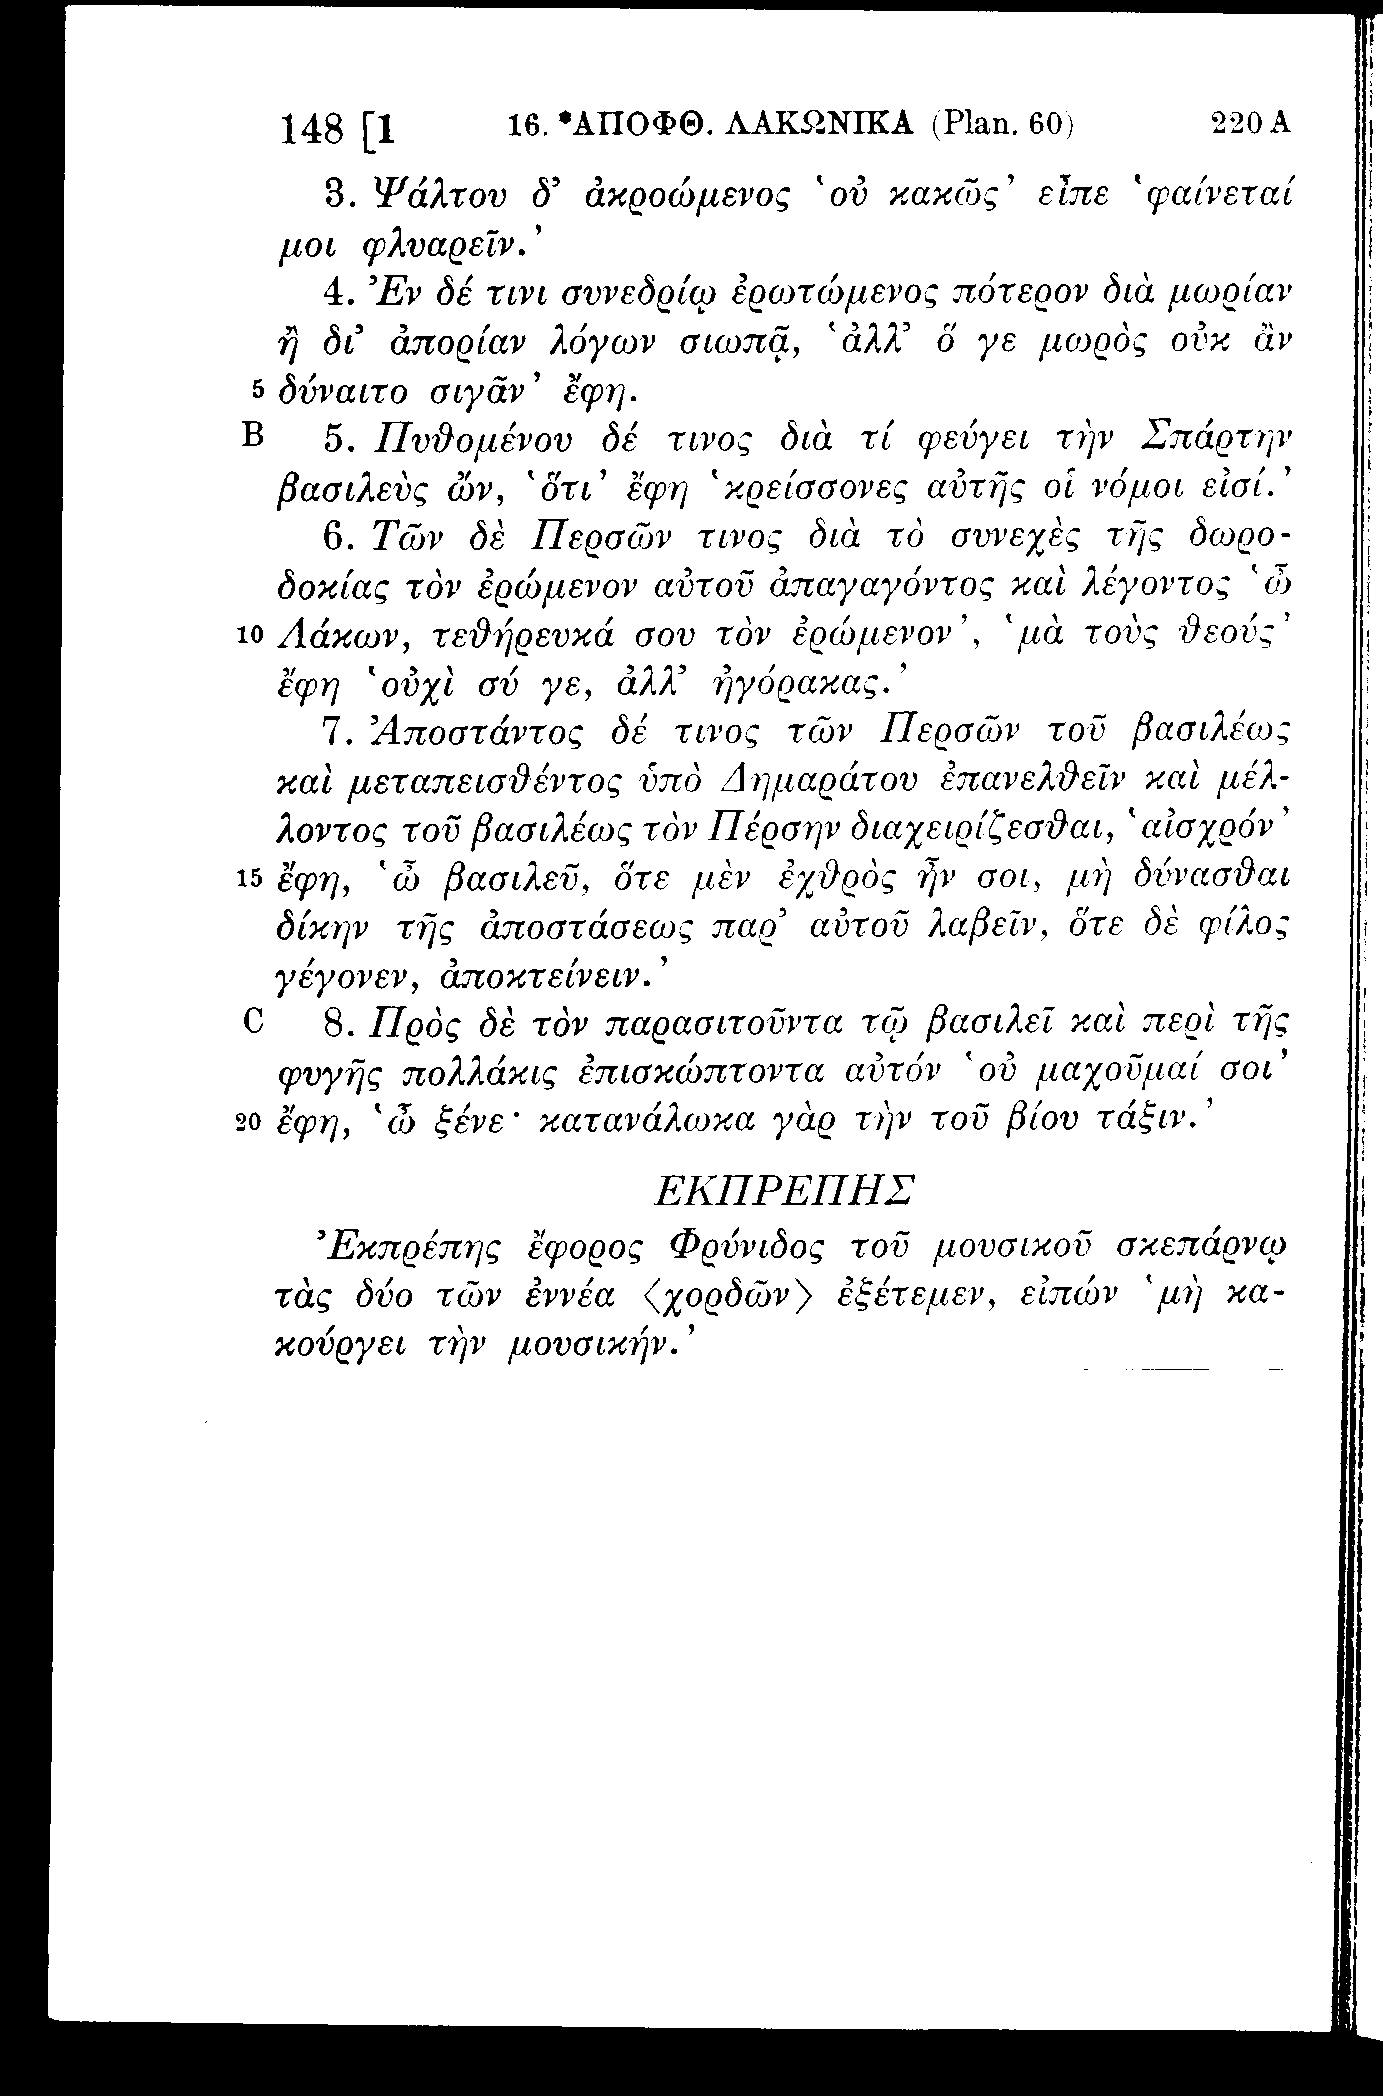 148 [1 16. *ΑΠΟΦΘ. ΛΑΚΩΝΙΚΑ (Plan. 60) 220 A
3. Ψάλτου δ’ ἀκροώμενος ‘οὐ κακῶς’ εἶπε ‘φαίνεταί
μοι φλυαρεῖν.’
4. Ἐν δέ τινι συνεδρίῳ ἐρωτώμενος πότερον διὰ μωρίαν
ἢ δι’ ἀπορίαν λόγων σιωπᾷ, ‘ἀλλ’ ὅ γε μωρὸς οὐκ ἂν
5 δύναιτο σιγᾶν’ ἔφη.
B 5. Πυθομένου δέ τινος διὰ τί φεύγει τὴν Σπάρτην
βασιλεὺς ὤν, ‘ὅτι’ ἔφη ‘κρείσσονες αὐτῆς οἱ νόμοι εἰσί.’
6. Τῶν δὲ Περσῶν τινος διὰ τὸ συνεχὲς τῆς δωρο-
δοκίας τὸν ἐρώμενον αὐτοῦ ἀπαγαγόντος καὶ λέγοντος ‘ὦ
10 Λάκων, τεθήρευκά σου τὸν ἐρώμενον’, ‘μὰ τοὺς θεούς’
ἔφη ‘οὐχὶ σύ γε, ἀλλ’ ἠγόρακας.’
7. Ἀποστάντος δέ τινος τῶν Περσῶν τοῦ βασιλέως
καὶ μεταπεισθέντος ὑπὸ Δημαράτου ἐπανελθεῖν καὶ μέλ-
λοντος τοῦ βασιλέως τὸν Πέρσην διαχειρίζεσθαι, ‘αἰσχρόν’
15 ἔφη, ‘ὦ βασιλεῦ, ὅτε μὲν ἐχθρὸς ἦν σοι, μὴ δύνασθαι
δίκην τῆς ἀποστάσεως παρ’ αὐτοῦ λαβεῖν, ὅτε δὲ φίλος
γέγονεν, ἀποκτείνειν.’
C 8. Πρὸς δὲ τὸν παρασιτοῦντα τῷ βασιλεῖ καὶ περὶ τῆς
φυγῆς πολλάκις ἐπισκώπτοντα αὐτόν ‘οὐ μαχοῦμαί σοι’
20 ἔφη, ‘ὦ ξένε· κατανάλωκα γὰρ τὴν τοῦ βίου τάξιν.’
ΕΚΠΡΕΠΗΣ
Ἐκπρέπης ἔφορος Φρύνιδος τοῦ μουσικοῦ σκεπάρνῳ
τὰς δύο τῶν ἐννέα ⟨χορδῶν⟩ ἐξέτεμεν, εἰπών ‘μὴ κα-
κούργει τὴν μουσικήν.’